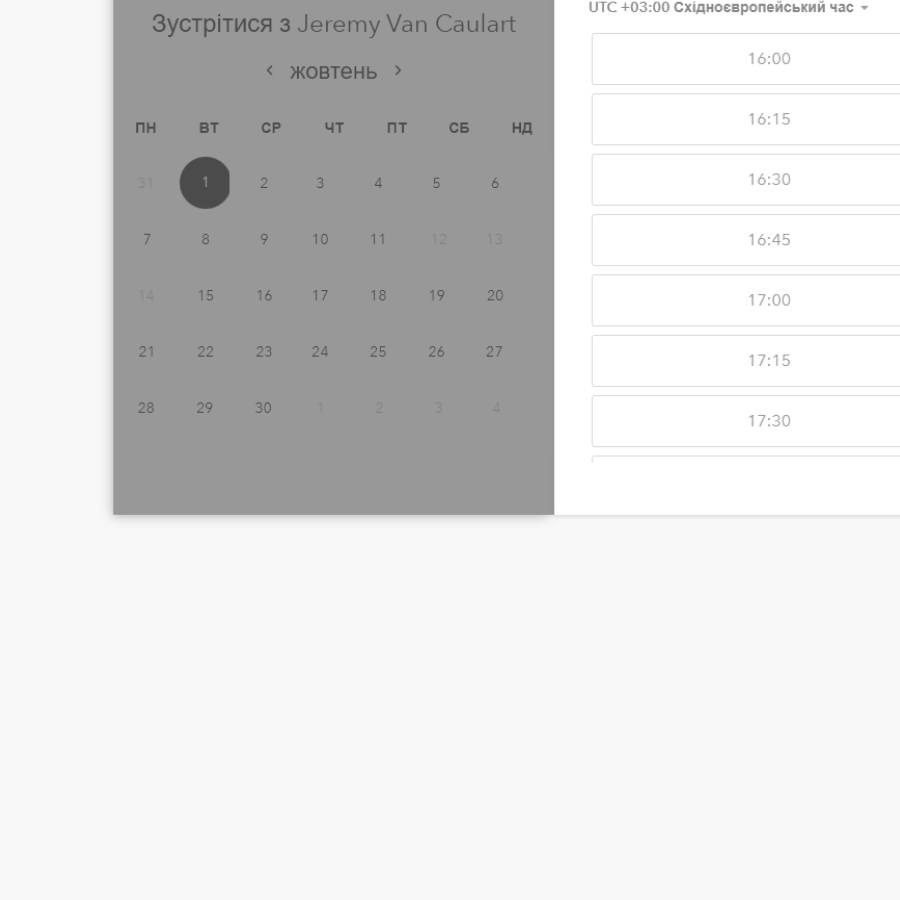 Зустрітися з Jeremy Van Caulart
жовтень
ПН ВТ СР ЧТ ПТ СБ НД
31 1 2 3 4 5 6
7 8 9 10 11 12 13
14 15 16 17 18 19 20
21 22 23 24 25 26 27
28 29 30 1 2 3 4
UTC +03:00 Східноєвропейський час
16:00
16:15
16:30
16:45
17:00
17:15
17:30